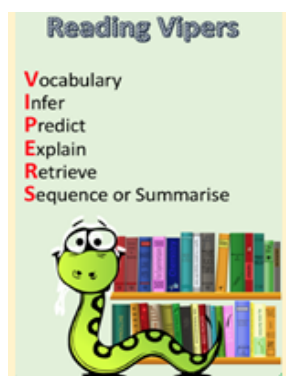 Reading Vipers
Vocabulary
Infer
Predict
Explain
Retrieve
Sequence or Summarise